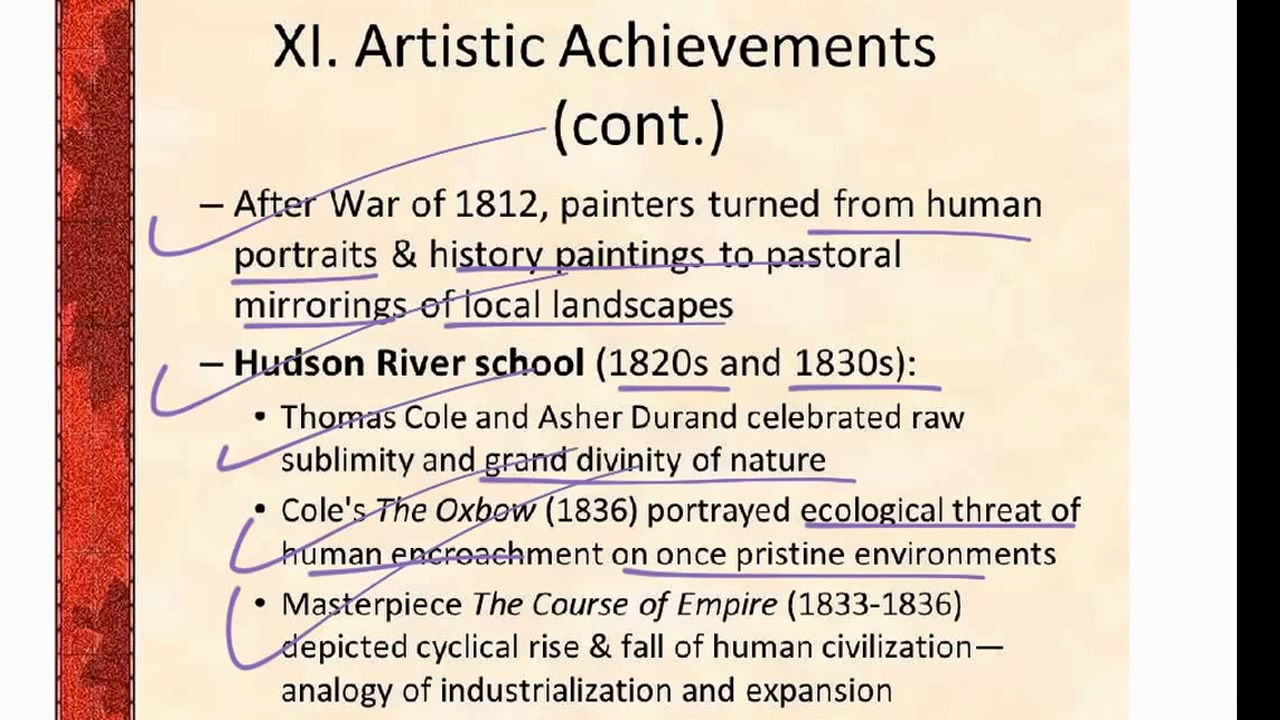 XI. Artistic Achievements
(cont.)
– After War of 1812, painters turned from human
portraits & history paintings to pastoral
mirrorings of local landscapes
– Hudson River school (1820s and 1830s):
• Thomas Cole and Asher Durand celebrated raw
sublimity and grand divinity of nature
• Cole's The Oxbow (1836) portrayed ecological threat of
human encroachment on once pristine environments
• Masterpiece The Course of Empire (1833-1836)
depicted cyclical rise & fall of human civilization—
analogy of industrialization and expansion